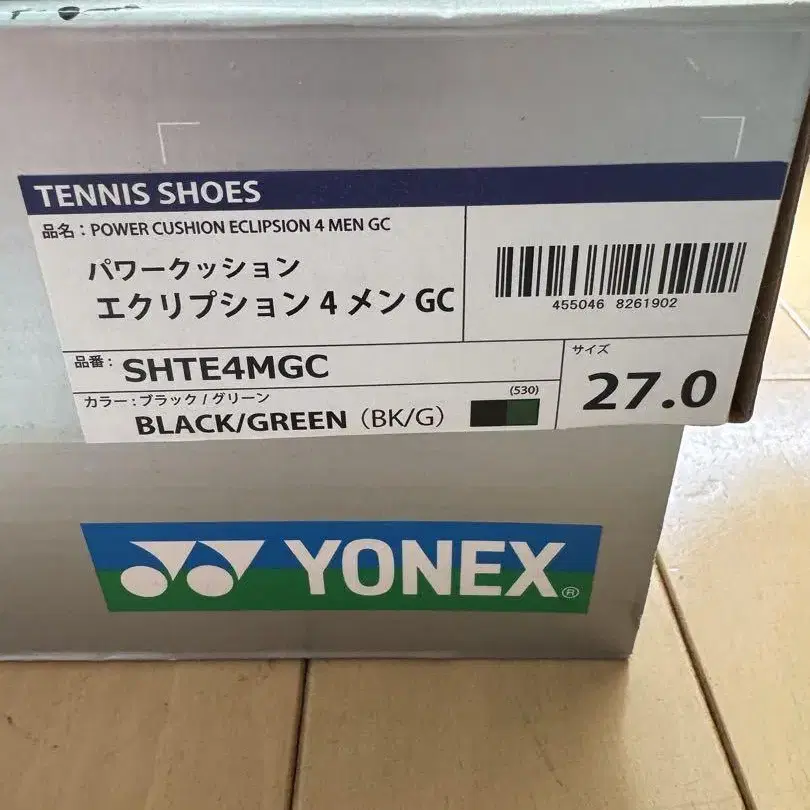 TENNIS SHOES
品名：POWER CUSHION ECLIPSION 4 MEN GC
パワークッション
エクリプション 4 メン GC
455046 8261902
品番：SHTE4MGC
サイズ
27.0
カラー：ブラック / グリーン
(530)
BLACK/GREEN（BK/G）
YONEX®